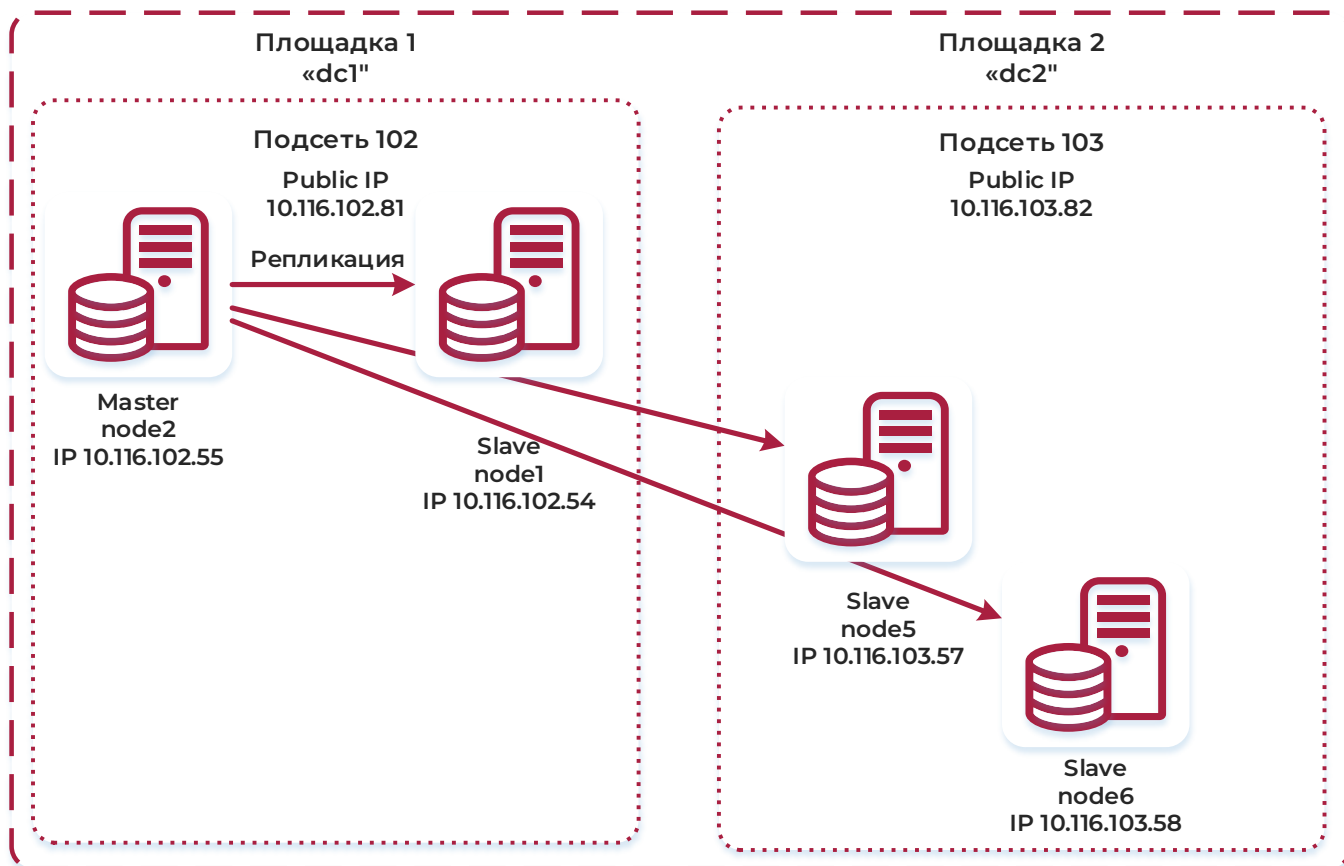 Площадка 1
«dc1"
Подсеть 102
Public IP
10.116.102.81
Репликация
Master
node2
IP 10.116.102.55
Slave
node1
IP 10.116.102.54
Площадка 2
«dc2"
Подсеть 103
Public IP
10.116.103.82
Slave
node5
IP 10.116.103.57
Slave
node6
IP 10.116.103.58